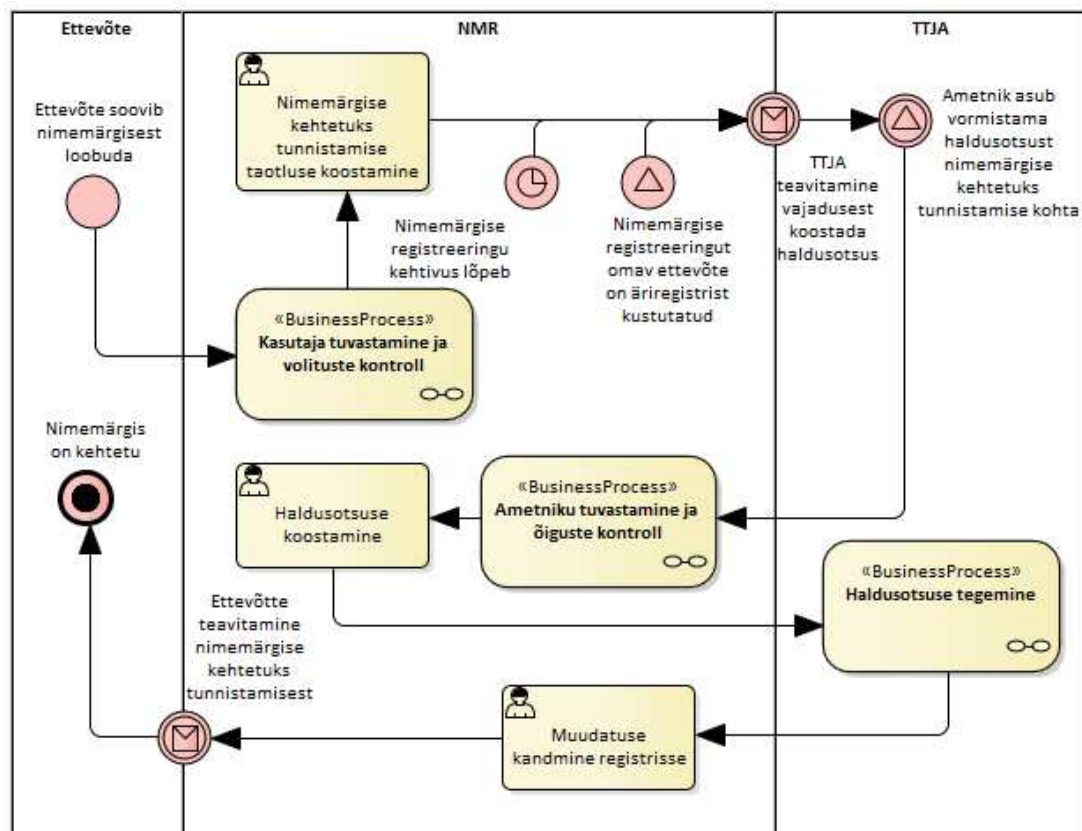 Ettevõte
NMR
TTJA
Ettevõte soovib
nimemärgisest
loobuda
Nimemärgise
kehtetuks
tunnistamise
taotluse koostamine
Nimemärgise
registreeringu
kehtivus lõpeb
Nimemärgise
registreeringut
omav ettevõte
on äriregistrist
kustutatud
TTJA
teavitamine
vajadusest
koostada
haldusotsus
Ametnik asub
vormistama
haldusotsust
nimemärgise
kehtetuks
tunnistamise kohta
«BusinessProcess»
Kasutaja tuvastamine ja
volituste kontroll
Nimemärgis
on kehtetu
Haldusotsuse
koostamine
«BusinessProcess»
Ametniku tuvastamine ja
õiguste kontroll
«BusinessProcess»
Haldusotsuse tegemine
Ettevõtte
teavitamine
nimemärgise
kehtetuks
tunnistamisest
Muudatuse
kandmine registrisse